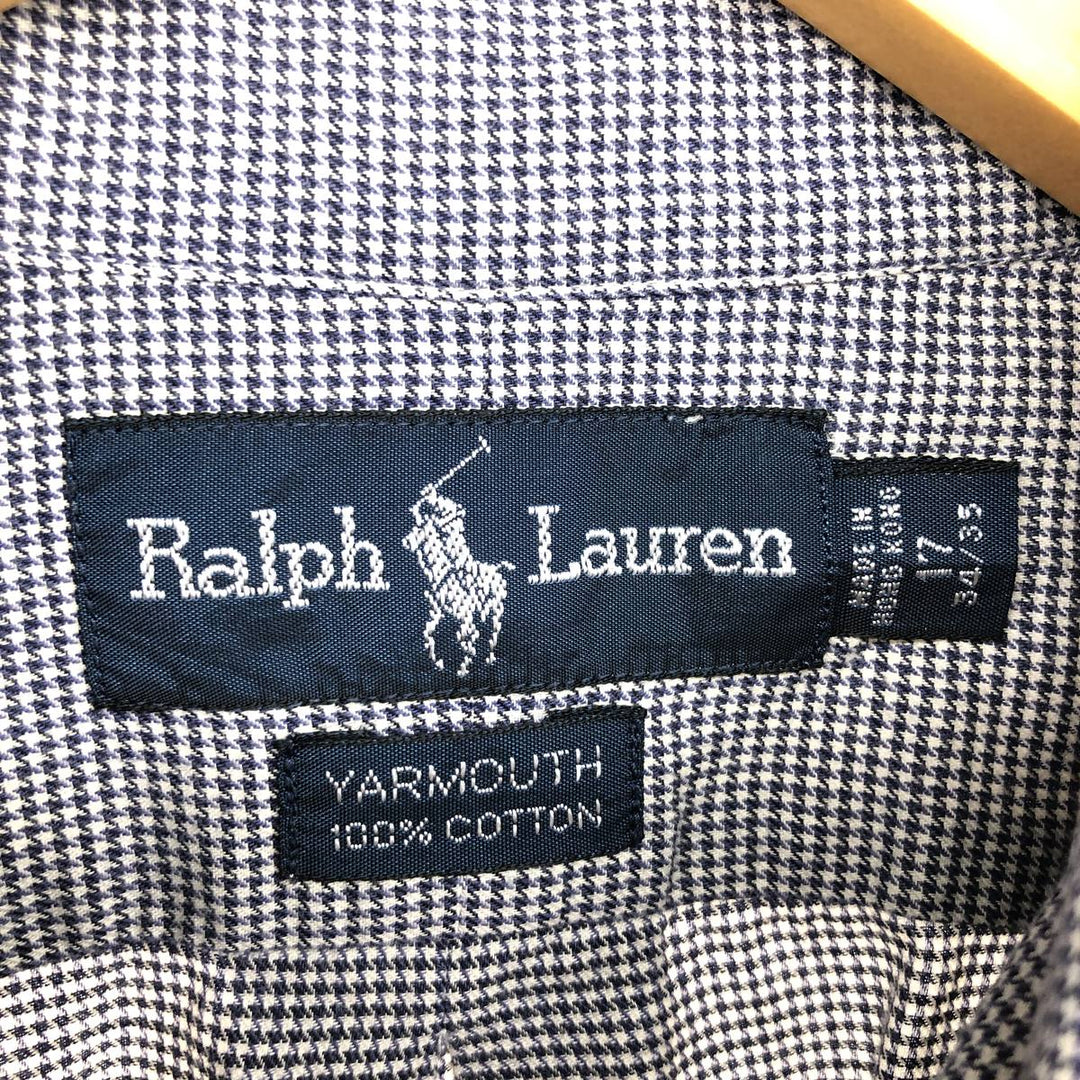 Ralph Lauren
MADE IN
HONG KONG
17
34/35
YARMOUTH
100% COTTON